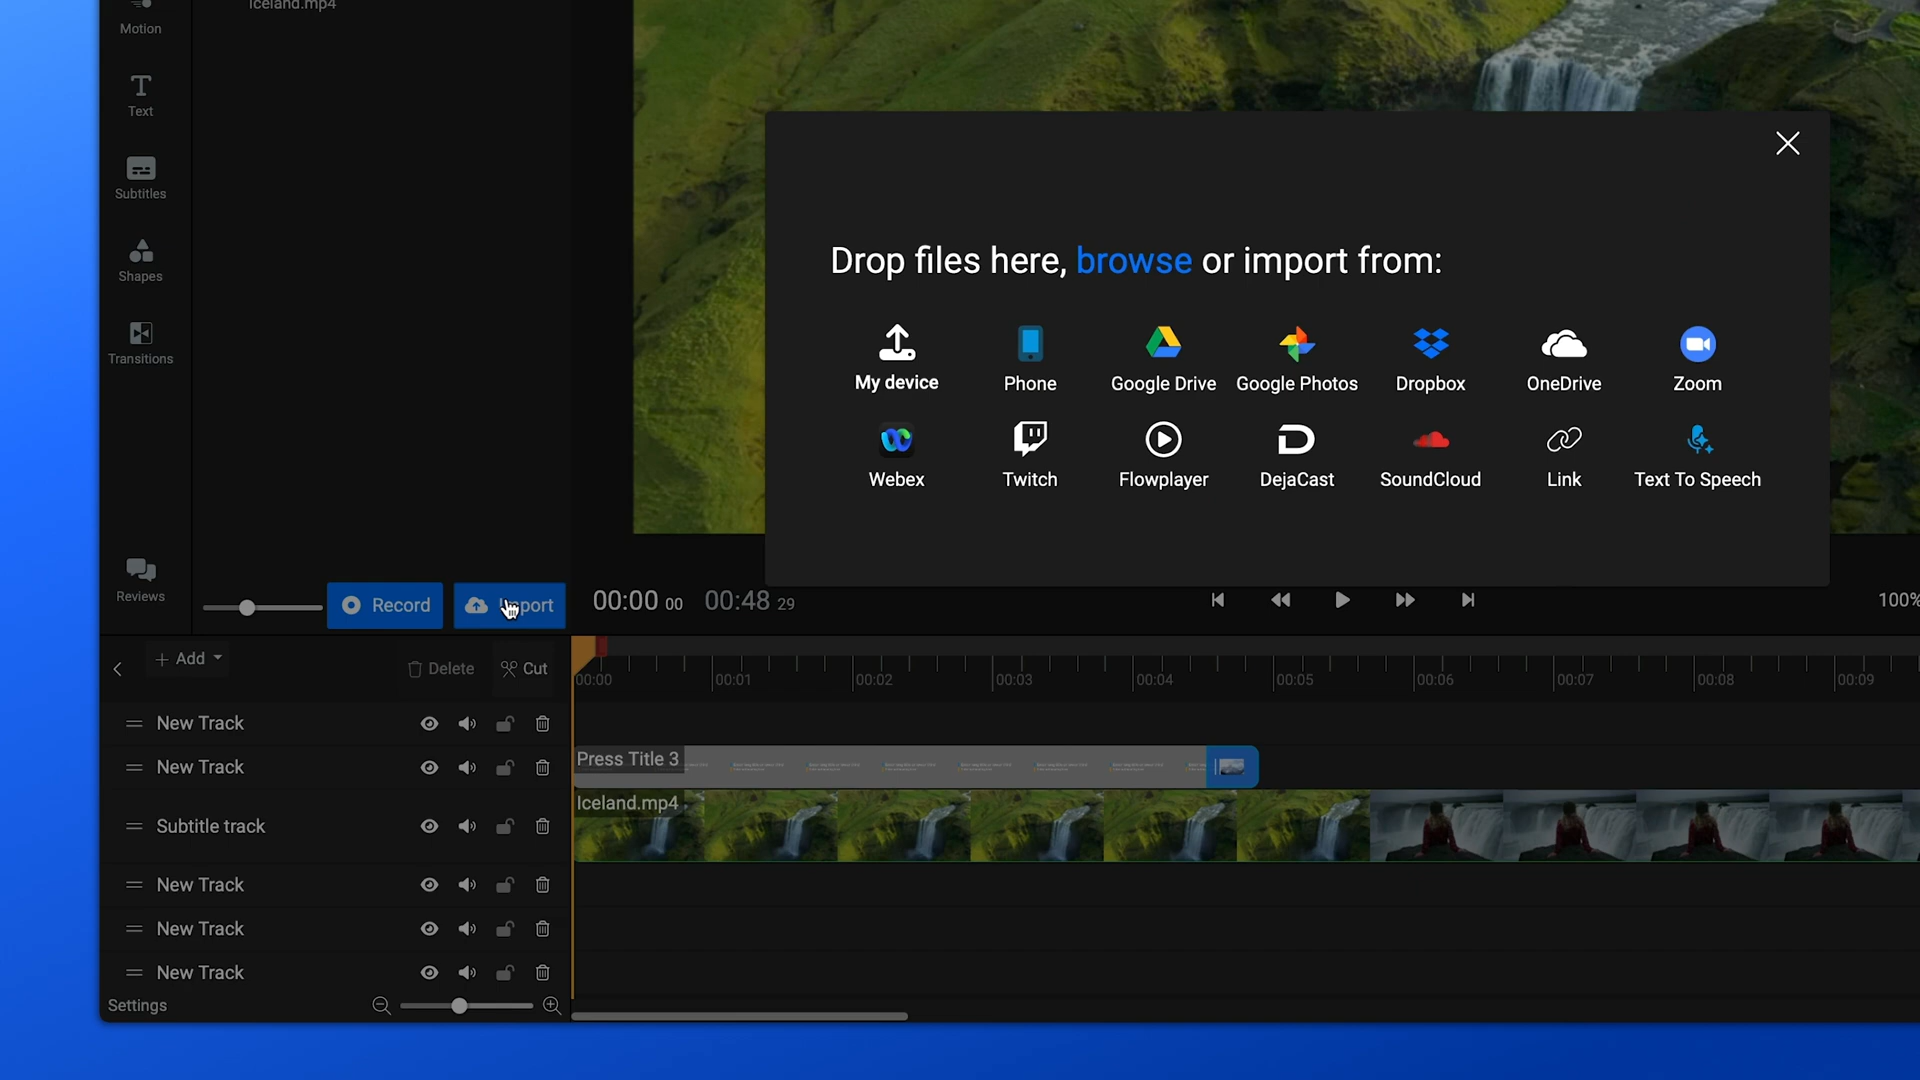 Motion
Iceland.mp4
Text
Subtitles
Shapes
Transitions
Reviews
Drop files here, browse or import from:
My device
Phone
Google Drive
Google Photos
Dropbox
OneDrive
Zoom
Webex
Twitch
Flowplayer
DejaCast
SoundCloud
Link
Text To Speech
Record
00:00 00
00:48 29
100%
Add
Delete
Cut
00:00
00:01
00:02
00:03
00:04
00:05
00:06
00:07
00:08
00:09
New Track
New Track
Press Title 3
Iceland.mp4
Subtitle track
New Track
New Track
New Track
Settings